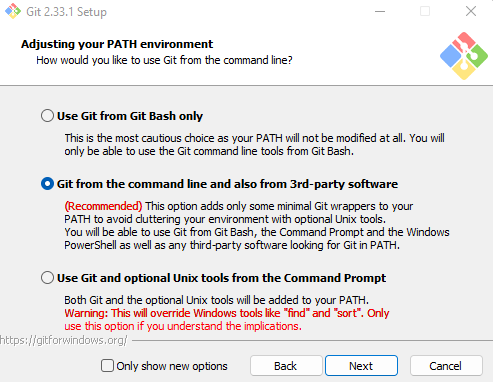 Git 2.33.1 Setup
Adjusting your PATH environment
How would you like to use Git from the command line?
Use Git from Git Bash only
This is the most cautious choice as your PATH will not be modified at all. You will
only be able to use the Git command line tools from Git Bash.
Git from the command line and also from 3rd-party software
(Recommended) This option adds only some minimal Git wrappers to your
PATH to avoid cluttering your environment with optional Unix tools.
You will be able to use Git from Git Bash, the Command Prompt and the Windows
PowerShell as well as any third-party software looking for Git in PATH.
Use Git and optional Unix tools from the Command Prompt
Both Git and the optional Unix tools will be added to your PATH.
Warning: This will override Windows tools like "find" and "sort". Only
use this option if you understand the implications.
https://gitforwindows.org/
Only show new options
Back
Next
Cancel